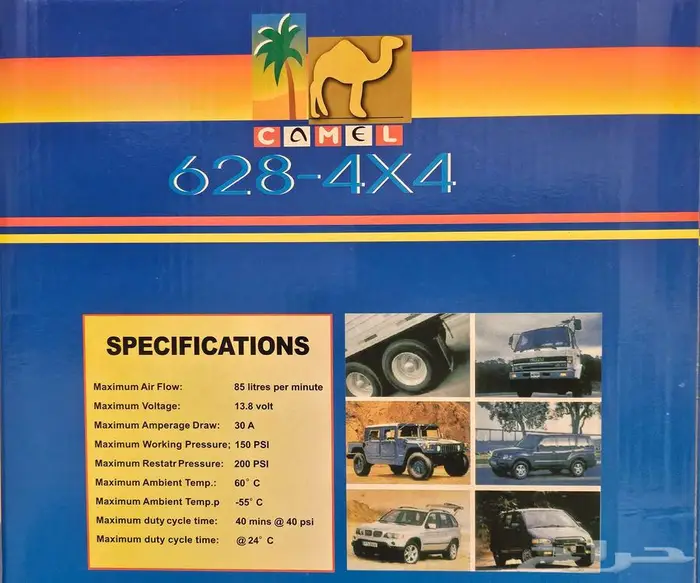 CAMEL
628-4X4
SPECIFICATIONS
Maximum Air Flow: 85 litres per minute
Maximum Voltage: 13.8 volt
Maximum Amperage Draw: 30 A
Maximum Working Pressure; 150 PSI
Maximum Restatr Pressure: 200 PSI
Maximum Ambient Temp.: 60° C
Maximum Ambient Temp.p -55° C
Maximum duty cycle time: 40 mins @ 40 psi
Maximum duty cycle time: @ 24° C
حراج